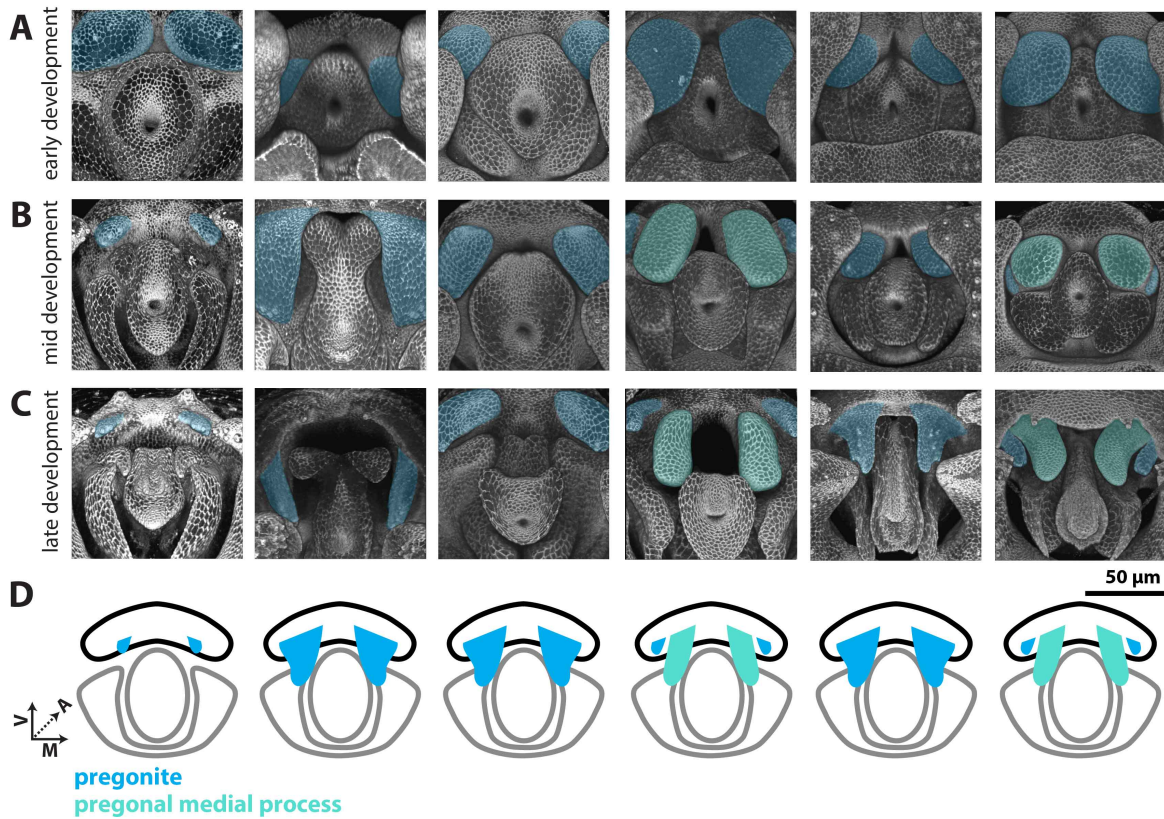 A
early development
B
mid development
C
late development
50 µm
D
V
A
M
pregonite
pregonal medial process